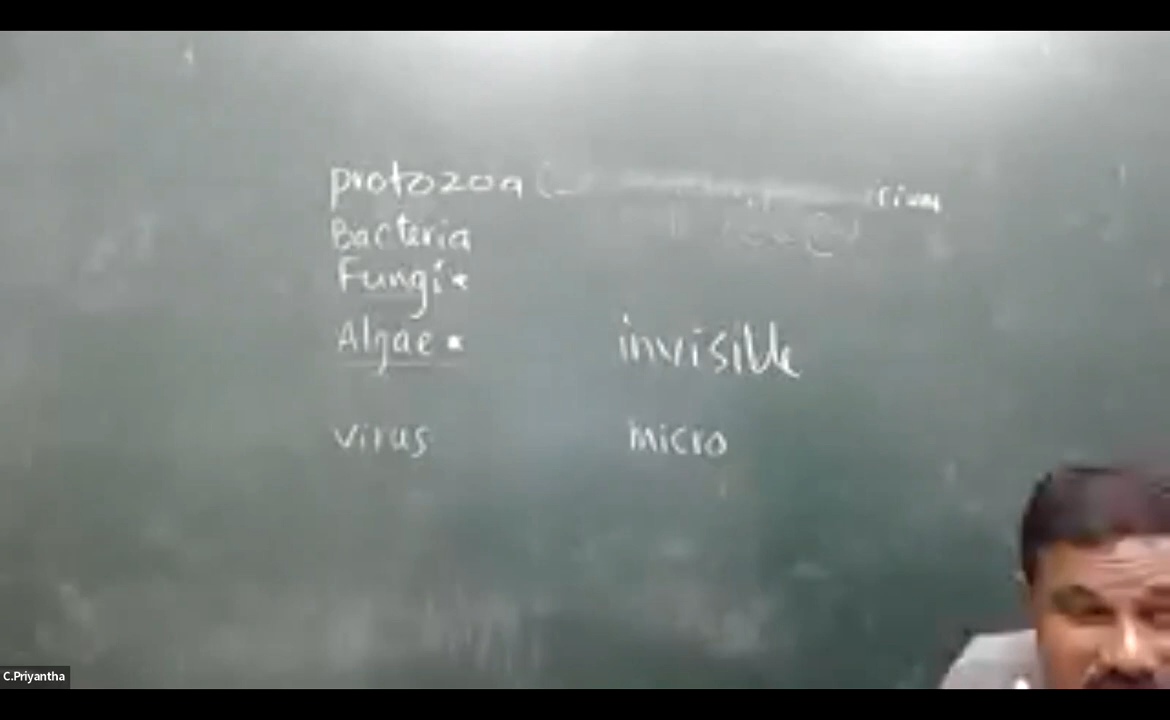 protozoa
Bacteria
Fungi
Algae
invisible
virus
micro
C.Priyantha